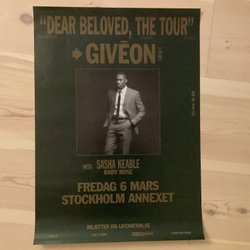 "DEAR BELOVED, THE TOUR"
GIVĒON
WITH SASHA KEABLE
BABY ROSE
FREDAG 6 MARS
STOCKHOLM ANNEXET
BILJETTER VIA LIVENATION.SE